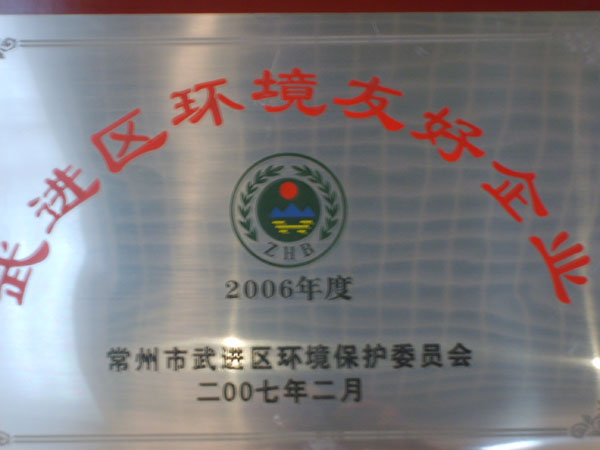 武进区环境友好企业
ZHB
2006年度
常州市武进区环境保护委员会
二00七年二月